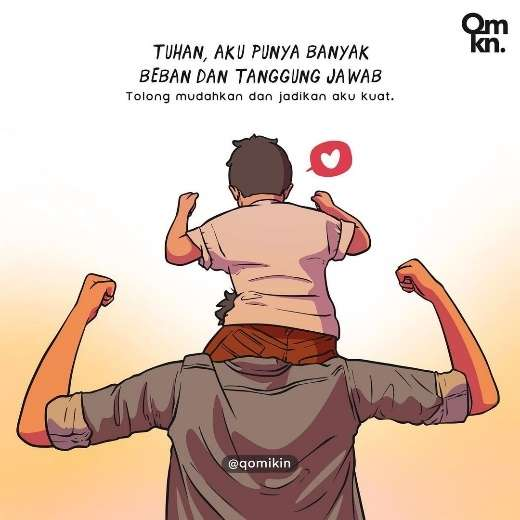 Qm
kn.
TUHAN, AKU PUNYA BANYAK
BEBAN DAN TANGGUNG JAWAB
Tolong mudahkan dan jadikan aku kuat.
@qomikin